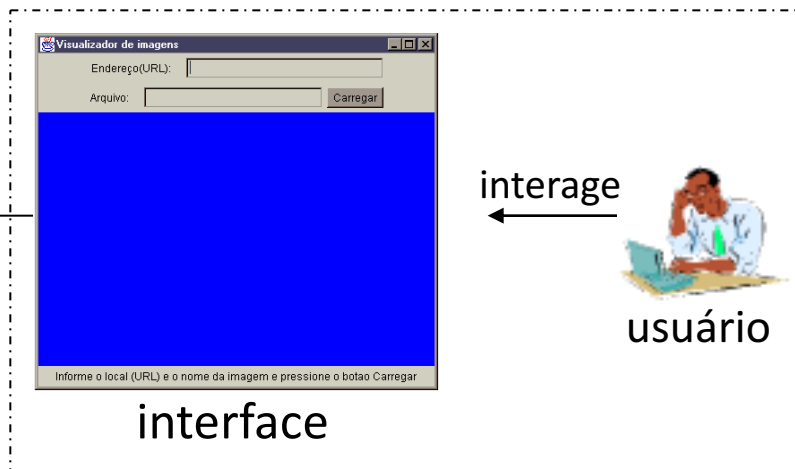 Visualizador de imagens
Endereço(URL):
Arquivo:
Carregar
Informe o local (URL) e o nome da imagem e pressione o botao Carregar
interface
interage
usuário